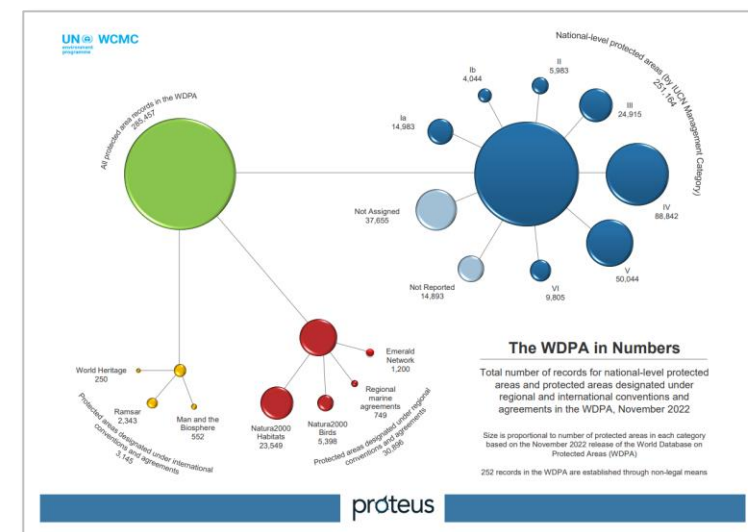 UN WCMC
environment
programme
All protected area records in the WDPA
285,457
National-level protected areas (by IUCN Management Category)
251,164
Ia
14,983
Ib
4,044
II
5,983
III
24,915
IV
88,842
V
50,044
VI
9,805
Not Reported
14,893
Not Assigned
37,655
World Heritage
250
Ramsar
2,343
Man and the
Biosphere
552
Protected areas designated under international
conventions and agreements
3,145
Emerald
Network
1,200
Regional
marine
agreements
749
Natura2000
Birds
5,398
Natura2000
Habitats
23,549
Protected areas designated under regional
conventions and agreements
30,896
The WDPA in Numbers
Total number of records for national-level protected
areas and protected areas designated under
regional and international conventions and
agreements in the WDPA, November 2022
Size is proportional to number of protected areas in each category
based on the November 2022 release of the World Database on
Protected Areas (WDPA)
252 records in the WDPA are established through non-legal means
proteus